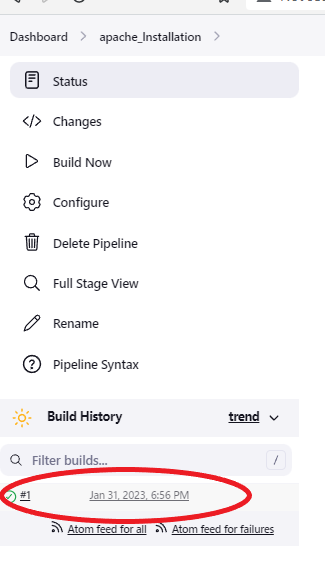 Dashboard > apache_Installation >
Status
Changes
Build Now
Configure
Delete Pipeline
Full Stage View
Rename
Pipeline Syntax
Build History trend
Filter builds... /
#1 Jan 31, 2023, 6:56 PM
Atom feed for all Atom feed for failures